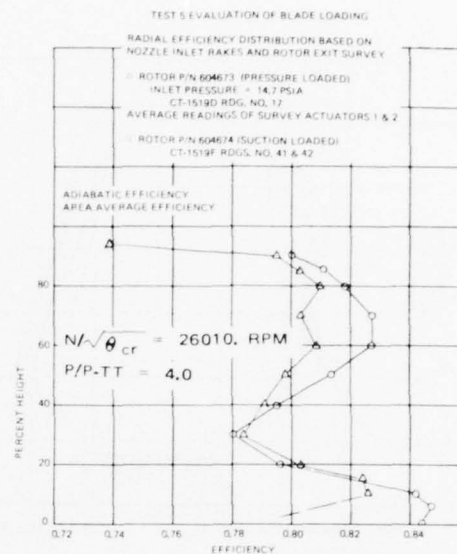 TEST 5 EVALUATION OF BLADE LOADING
RADIAL EFFICIENCY DISTRIBUTION BASED ON
NOZZLE INLET RAKES AND ROTOR EXIT SURVEY
○ ROTOR P/N 604673 (PRESSURE LOADED)
INLET PRESSURE = 14.7 PSIA
CT-1519D RDG. NO. 17
AVERAGE READINGS OF SURVEY ACTUATORS 1 & 2
ROTOR P/N 604674 (SUCTION LOADED)
CT-1519F RDGS. NO. 41 & 42
ADIABATIC EFFICIENCY
AREA AVERAGE EFFICIENCY
80
N/√θcr = 26010. RPM
60
P/P-TT = 4.0
PERCENT HEIGHT
40
20
0
0.72 0.74 0.76 0.78 0.80 0.82 0.84
EFFICIENCY